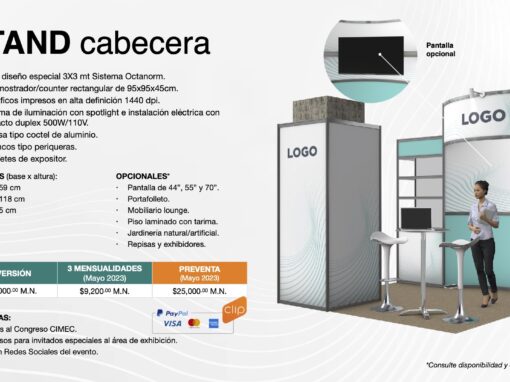 TAND cabecera
diseño especial 3X3 mt Sistema Octanorm.
mostrador/counter rectangular de 95x95x45cm.
ficos impresos en alta definición 1440 dpi.
ma de iluminación con spotlight e instalación eléctrica con
acto duplex 500W/110V.
sa tipo coctel de aluminio.
ncos tipo periqueras.
etes de expositor.
S (base x altura):
59 cm
118 cm
5 cm
OPCIONALES*
· Pantalla de 44”, 55” y 70”.
· Portafolleto.
· Mobiliario lounge.
· Piso laminado con tarima.
· Jardineria natural/artificial.
· Repisas y exhibidores.
Pantalla
opcional
LOGO
LOGO
VERSIÓN
3 MENSUALIDADES
(Mayo 2023)
PREVENTA
(Mayo 2023)
000.00 M.N.
$9,200.00 M.N.
$25,000.00 M.N.
AS:
s al Congreso CIMEC.
sos para invitados especiales al área de exhibición.
n Redes Sociales del evento.
PayPal
VISA
clip
*Consulte disponibilidad y